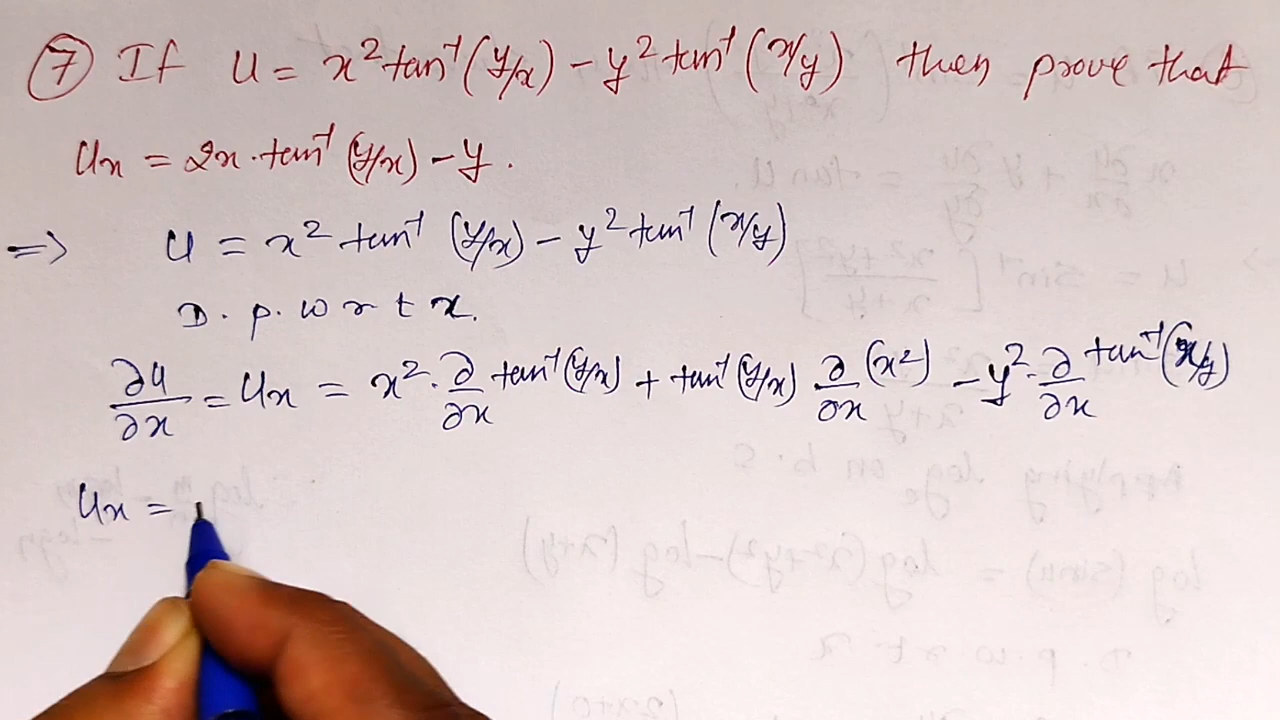 ⑦ If u = x² tan⁻¹(y/x) − y² tan⁻¹(x/y) then prove that
ux = 2x · tan⁻¹(y/x) − y .
=> u = x² tan⁻¹(y/x) − y² tan⁻¹(x/y)
D . p . w r t x.
∂u/∂x = ux = x² · ∂/∂x tan⁻¹(y/x) + tan⁻¹(y/x) ∂/∂x (x²) − y² · ∂/∂x tan⁻¹(x/y)
ux =